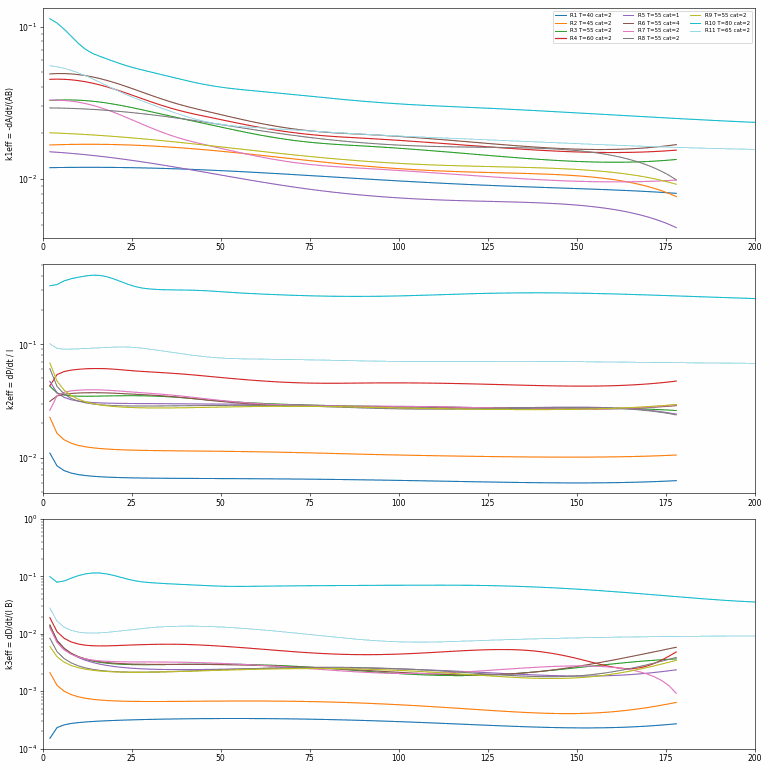 10⁻¹
10⁻²
k1eff = -dA/dt/(AB)
R1 T=40 cat=2
R2 T=45 cat=2
R3 T=55 cat=2
R4 T=60 cat=2
R5 T=55 cat=1
R6 T=55 cat=4
R7 T=55 cat=2
R8 T=55 cat=2
R9 T=55 cat=2
R10 T=80 cat=2
R11 T=65 cat=2
0 25 50 75 100 125 150 175 200
10⁻¹
10⁻²
k2eff = dP/dt / I
0 25 50 75 100 125 150 175 200
10⁰
10⁻¹
10⁻²
10⁻³
10⁻⁴
k3eff = dD/dt/(I B)
0 25 50 75 100 125 150 175 200